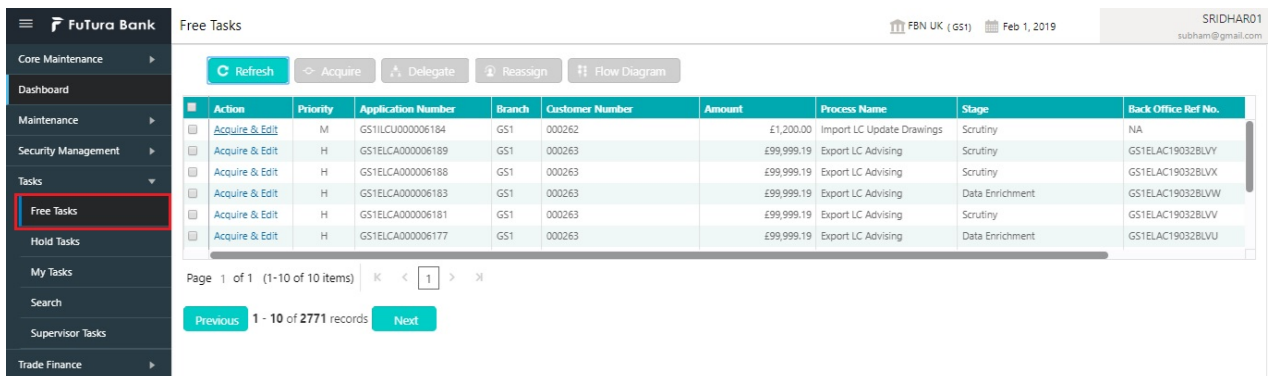 FuTura Bank
Free Tasks
FBN UK (GS1)
Feb 1, 2019
SRIDHAR01
subham@gmail.com
Core Maintenance
Dashboard
Maintenance
Security Management
Tasks
Free Tasks
Hold Tasks
My Tasks
Search
Supervisor Tasks
Trade Finance
Refresh Acquire Delegate Reassign Flow Diagram
Action Priority Application Number Branch Customer Number Amount Process Name Stage Back Office Ref No.
Acquire & Edit M GS1ILCU000006184 GS1 000262 £1,200.00 Import LC Update Drawings Scrutiny NA
Acquire & Edit H GS1ELCA000006189 GS1 000263 £99,999.19 Export LC Advising Scrutiny GS1ELAC19032BLVY
Acquire & Edit H GS1ELCA000006188 GS1 000263 £99,999.19 Export LC Advising Scrutiny GS1ELAC19032BLVX
Acquire & Edit H GS1ELCA000006183 GS1 000263 £99,999.19 Export LC Advising Data Enrichment GS1ELAC19032BLVW
Acquire & Edit H GS1ELCA000006181 GS1 000263 £99,999.19 Export LC Advising Scrutiny GS1ELAC19032BLVV
Acquire & Edit H GS1ELCA000006177 GS1 000263 £99,999.19 Export LC Advising Data Enrichment GS1ELAC19032BLVU
Page 1 of 1 (1-10 of 10 items) 1
Previous 1 - 10 of 2771 records Next